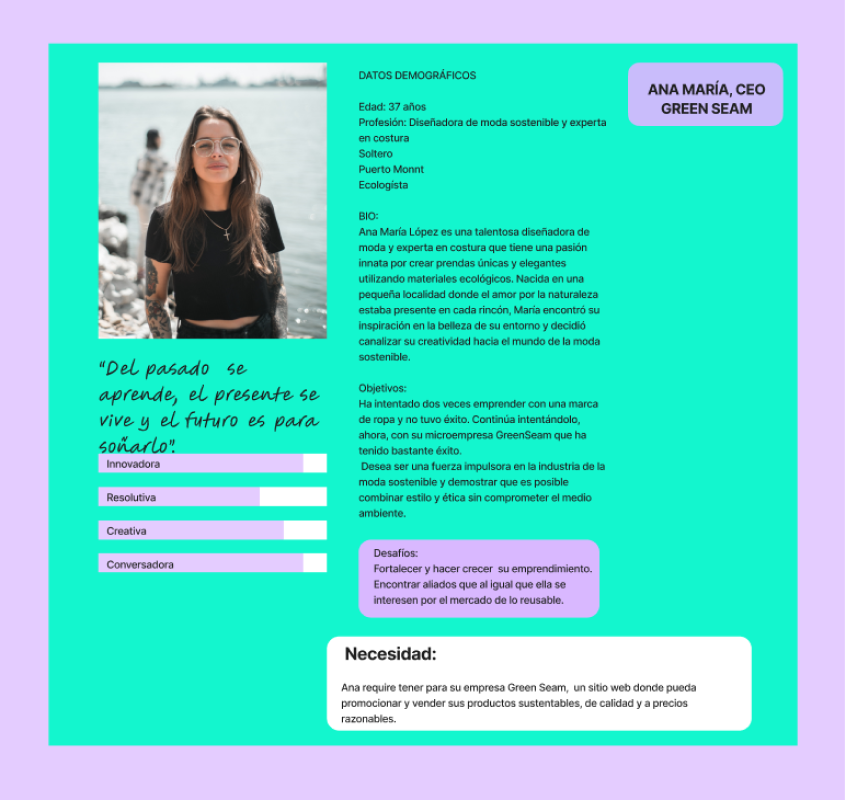 DATOS DEMOGRÁFICOS
Edad: 37 años
Profesión: Diseñadora de moda sostenible y experta
en costura
Soltero
Puerto Monnt
Ecologísta
BIO:
Ana María López es una talentosa diseñadora de
moda y experta en costura que tiene una pasión
innata por crear prendas únicas y elegantes
utilizando materiales ecológicos. Nacida en una
pequeña localidad donde el amor por la naturaleza
estaba presente en cada rincón, María encontró su
inspiración en la belleza de su entorno y decidió
canalizar su creatividad hacia el mundo de la moda
sostenible.
Objetivos:
Ha intentado dos veces emprender con una marca
de ropa y no tuvo éxito. Continúa intentándolo,
ahora, con su microempresa GreenSeam que ha
tenido bastante éxito.
Desea ser una fuerza impulsora en la industria de la
moda sostenible y demostrar que es posible
combinar estilo y ética sin comprometer el medio
ambiente.
ANA MARÍA, CEO
GREEN SEAM
"Del pasado se
aprende, el presente se
vive y el futuro es para
soñarlo".
Innovadora
Resolutiva
Creativa
Conversadora
Desafíos:
Fortalecer y hacer crecer su emprendimiento.
Encontrar aliados que al igual que ella se
interesen por el mercado de lo reusable.
Necesidad:
Ana require tener para su empresa Green Seam, un sitio web donde pueda
promocionar y vender sus productos sustentables, de calidad y a precios
razonables.